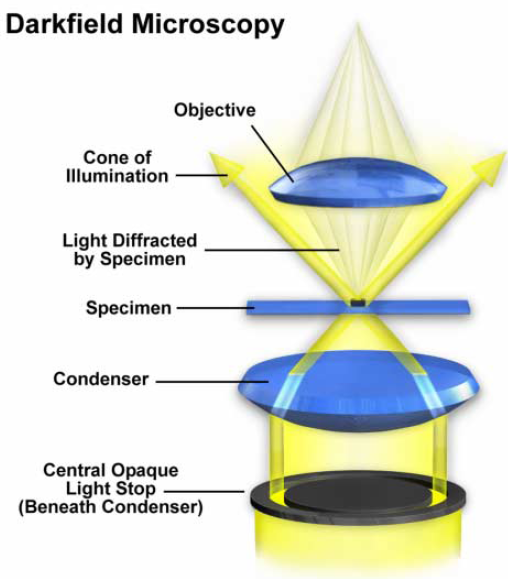 Darkfield Microscopy
Objective
Cone of
Illumination
Light Diffracted
by Specimen
Specimen
Condenser
Central Opaque
Light Stop
(Beneath Condenser)